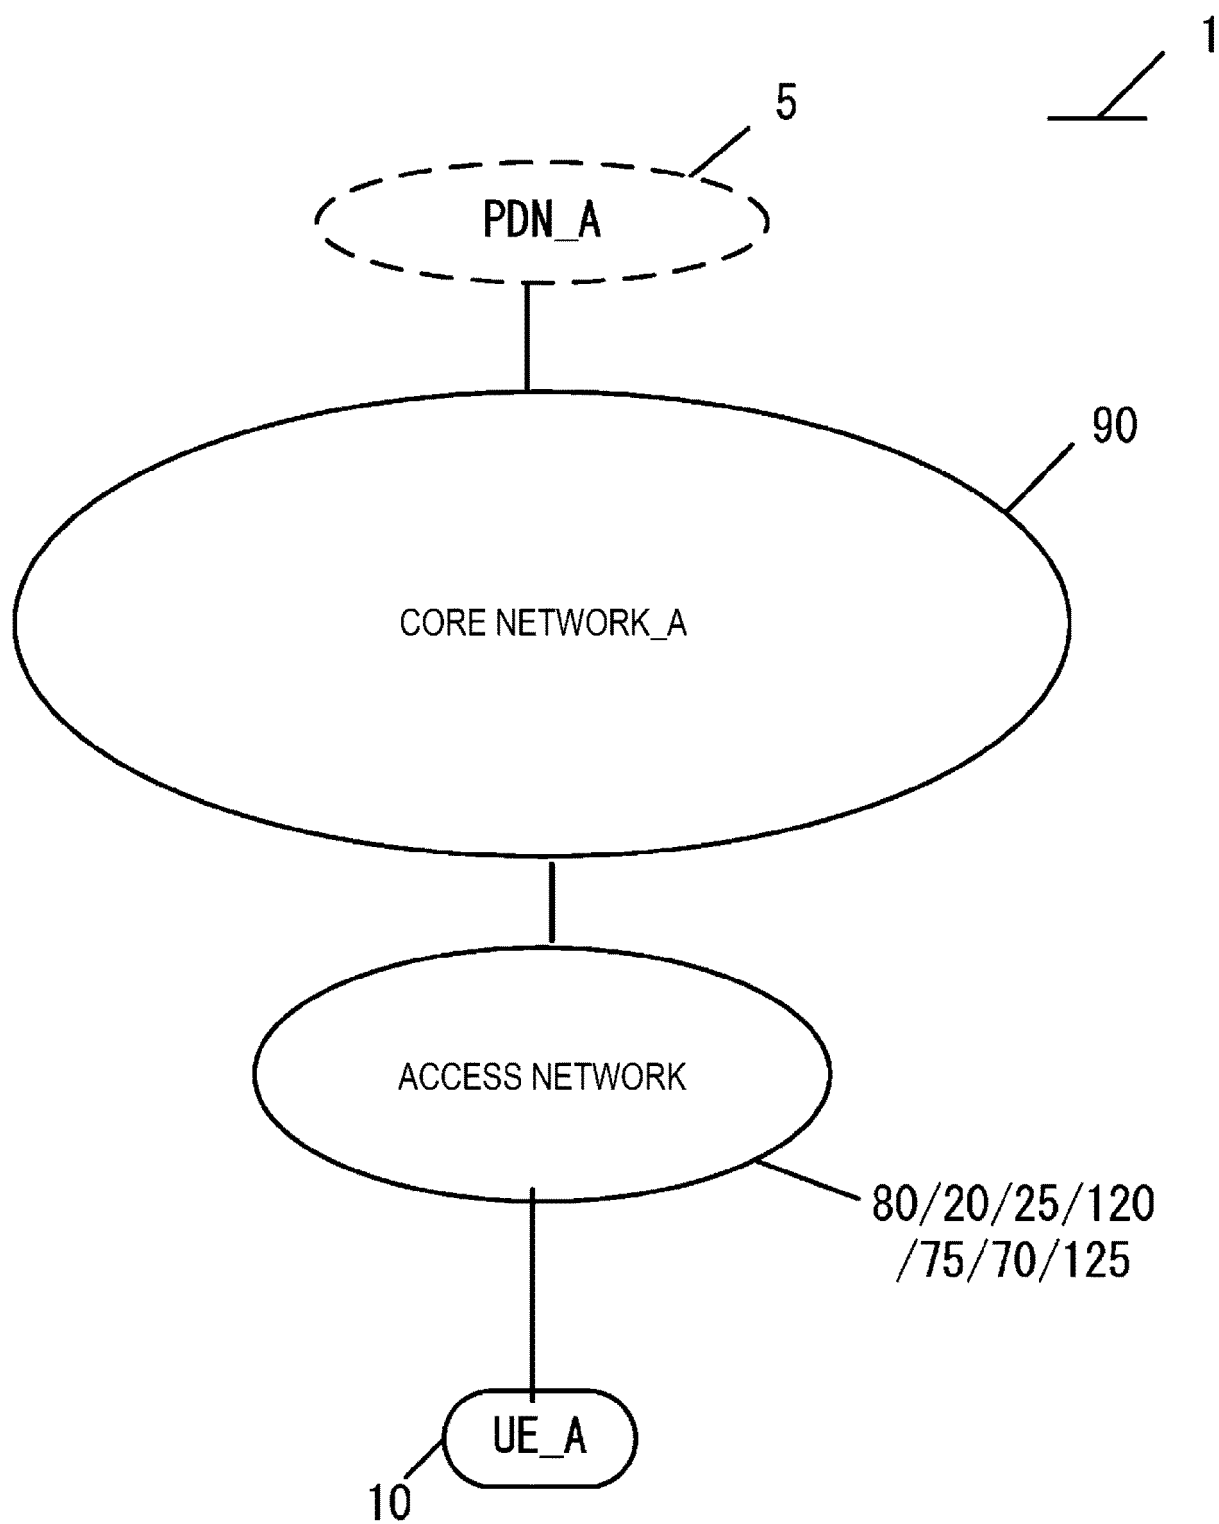 1
5
PDN_A
90
CORE NETWORK_A
ACCESS NETWORK
80/20/25/120
/75/70/125
UE_A
10